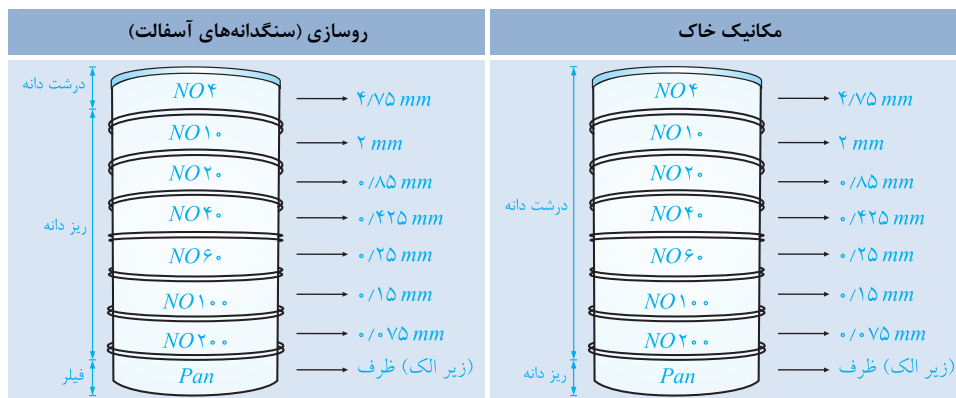 مکانیک خاک
NO۴
۴/۷۵ mm
NO۱۰
۲ mm
NO۲۰
۰/۸۵ mm
درشت دانه
NO۴۰
۰/۴۲۵ mm
NO۶۰
۰/۲۵ mm
NO۱۰۰
۰/۱۵ mm
NO۲۰۰
۰/۰۷۵ mm
ریز دانه
Pan
ظرف (زیر الک)
روسازی (سنگدانه‌های آسفالت)
درشت دانه
NO۴
۴/۷۵ mm
NO۱۰
۲ mm
NO۲۰
۰/۸۵ mm
ریز دانه
NO۴۰
۰/۴۲۵ mm
NO۶۰
۰/۲۵ mm
NO۱۰۰
۰/۱۵ mm
NO۲۰۰
۰/۰۷۵ mm
فیلر
Pan
ظرف (زیر الک)